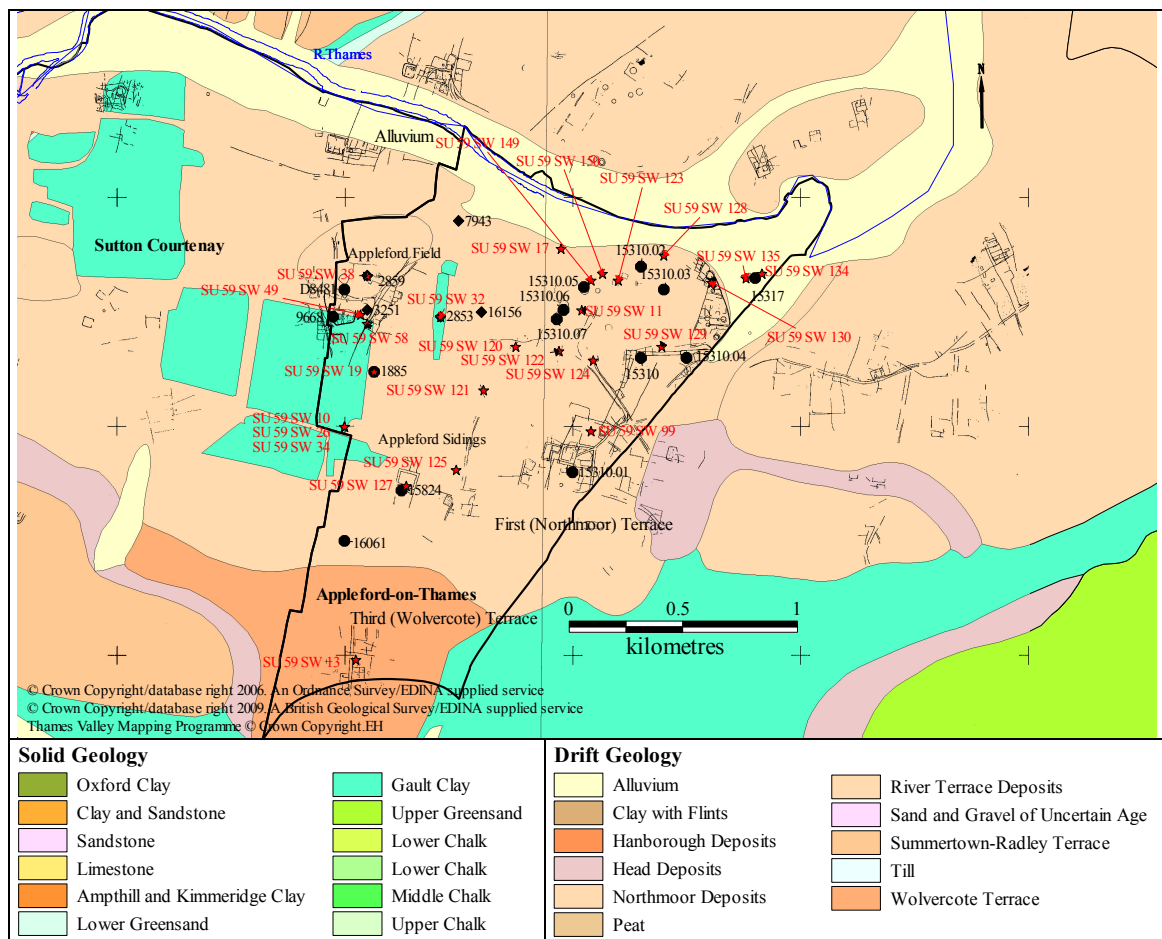 R.Thames
N
Alluvium
SU 59 SW 149
SU 59 SW 150
SU 59 SW 123
SU 59 SW 128
7943
Sutton Courtenay
Appleford Field
SU 59 SW 17
15310.02
SU 59 SW 135
SU 59 SW 38
2859
15310.05
15310.03
SU 59 SW 134
SU 59 SW 49
D8481
SU 59 SW 32
15310.06
15317
9668
3251
2853
16156
SU 59 SW 11
SU 59 SW 58
15310.07
SU 59 SW 129
SU 59 SW 130
SU 59 SW 120
SU 59 SW 122
15310.04
SU 59 SW 19
1885
SU 59 SW 124
15310
SU 59 SW 121
SU 59 SW 10
SU 59 SW 26
SU 59 SW 34
Appleford Sidings
SU 59 SW 99
SU 59 SW 125
15310.01
SU 59 SW 127
15824
First (Northmoor) Terrace
16061
Appleford-on-Thames
Third (Wolvercote) Terrace
0 0.5 1
kilometres
SU 59 SW 13
© Crown Copyright/database right 2006. An Ordnance Survey/EDINA supplied service
© Crown Copyright/database right 2009. A British Geological Survey/EDINA supplied service
Thames Valley Mapping Programme © Crown Copyright.EH
Solid Geology
Oxford Clay
Clay and Sandstone
Sandstone
Limestone
Ampthill and Kimmeridge Clay
Lower Greensand
Gault Clay
Upper Greensand
Lower Chalk
Lower Chalk
Middle Chalk
Upper Chalk
Drift Geology
Alluvium
Clay with Flints
Hanborough Deposits
Head Deposits
Northmoor Deposits
Peat
River Terrace Deposits
Sand and Gravel of Uncertain Age
Summertown-Radley Terrace
Till
Wolvercote Terrace